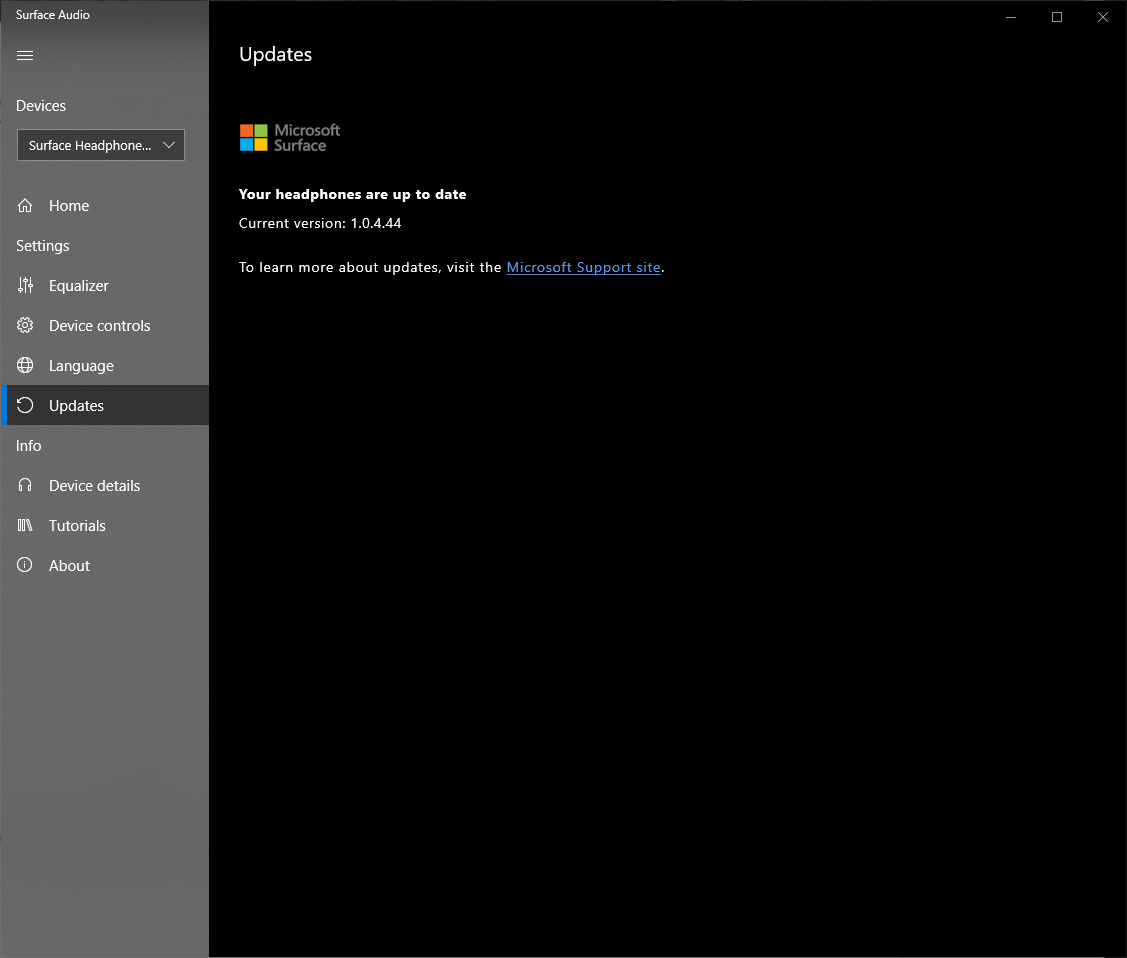 Surface Audio
Devices
Surface Headphone...
Home
Settings
Equalizer
Device controls
Language
Updates
Info
Device details
Tutorials
About
Updates
Microsoft
Surface
Your headphones are up to date
Current version: 1.0.4.44
To learn more about updates, visit the Microsoft Support site.